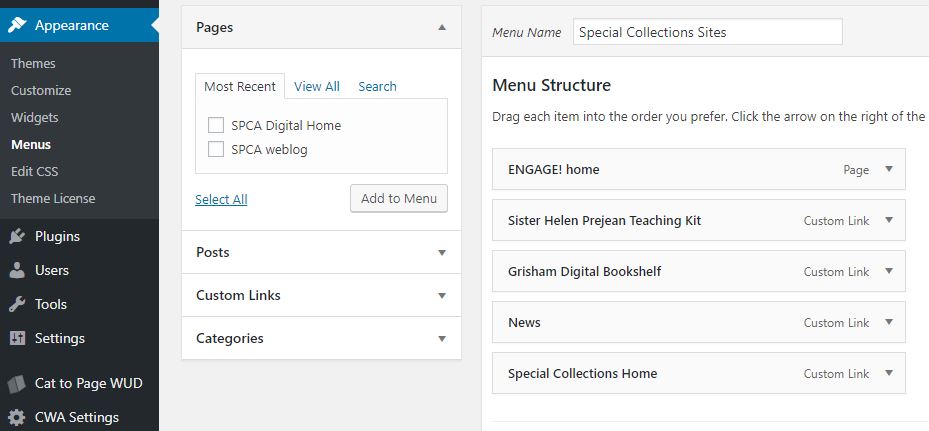 Appearance
Themes
Customize
Widgets
Menus
Edit CSS
Theme License
Plugins
Users
Tools
Settings
Cat to Page WUD
CWA Settings
Pages
Most Recent View All Search
SPCA Digital Home
SPCA weblog
Select All Add to Menu
Posts
Custom Links
Categories
Menu Name Special Collections Sites
Menu Structure
Drag each item into the order you prefer. Click the arrow on the right of the
ENGAGE! home Page
Sister Helen Prejean Teaching Kit Custom Link
Grisham Digital Bookshelf Custom Link
News Custom Link
Special Collections Home Custom Link